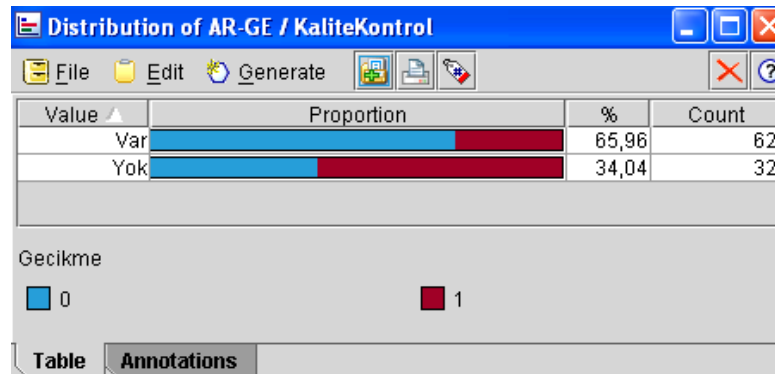 Distribution of AR-GE / KaliteKontrol
File Edit Generate
Value Proportion % Count
Var 65,96 62
Yok 34,04 32
Gecikme
0 1
Table Annotations